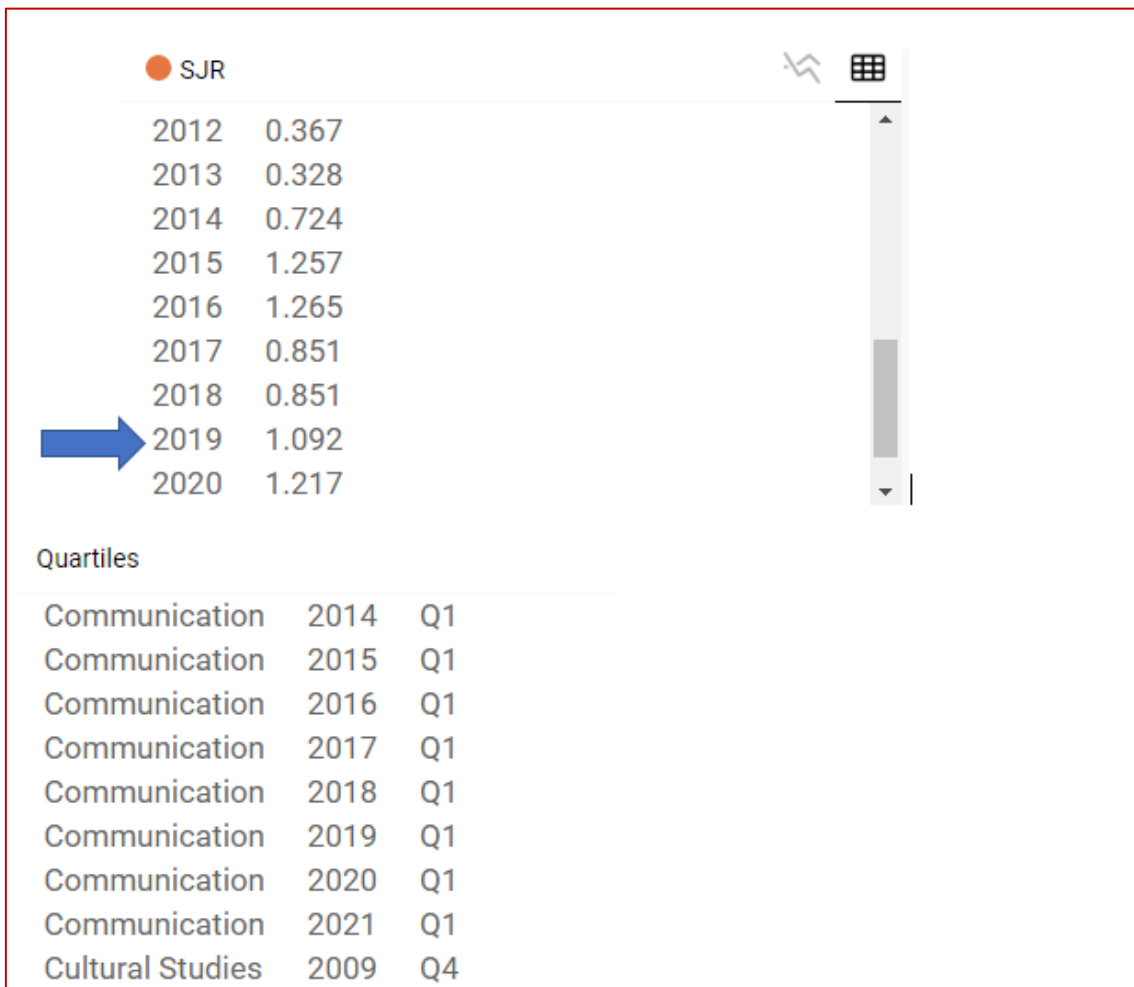 SJR
2012 0.367
2013 0.328
2014 0.724
2015 1.257
2016 1.265
2017 0.851
2018 0.851
2019 1.092
2020 1.217
Quartiles
Communication 2014 Q1
Communication 2015 Q1
Communication 2016 Q1
Communication 2017 Q1
Communication 2018 Q1
Communication 2019 Q1
Communication 2020 Q1
Communication 2021 Q1
Cultural Studies 2009 Q4